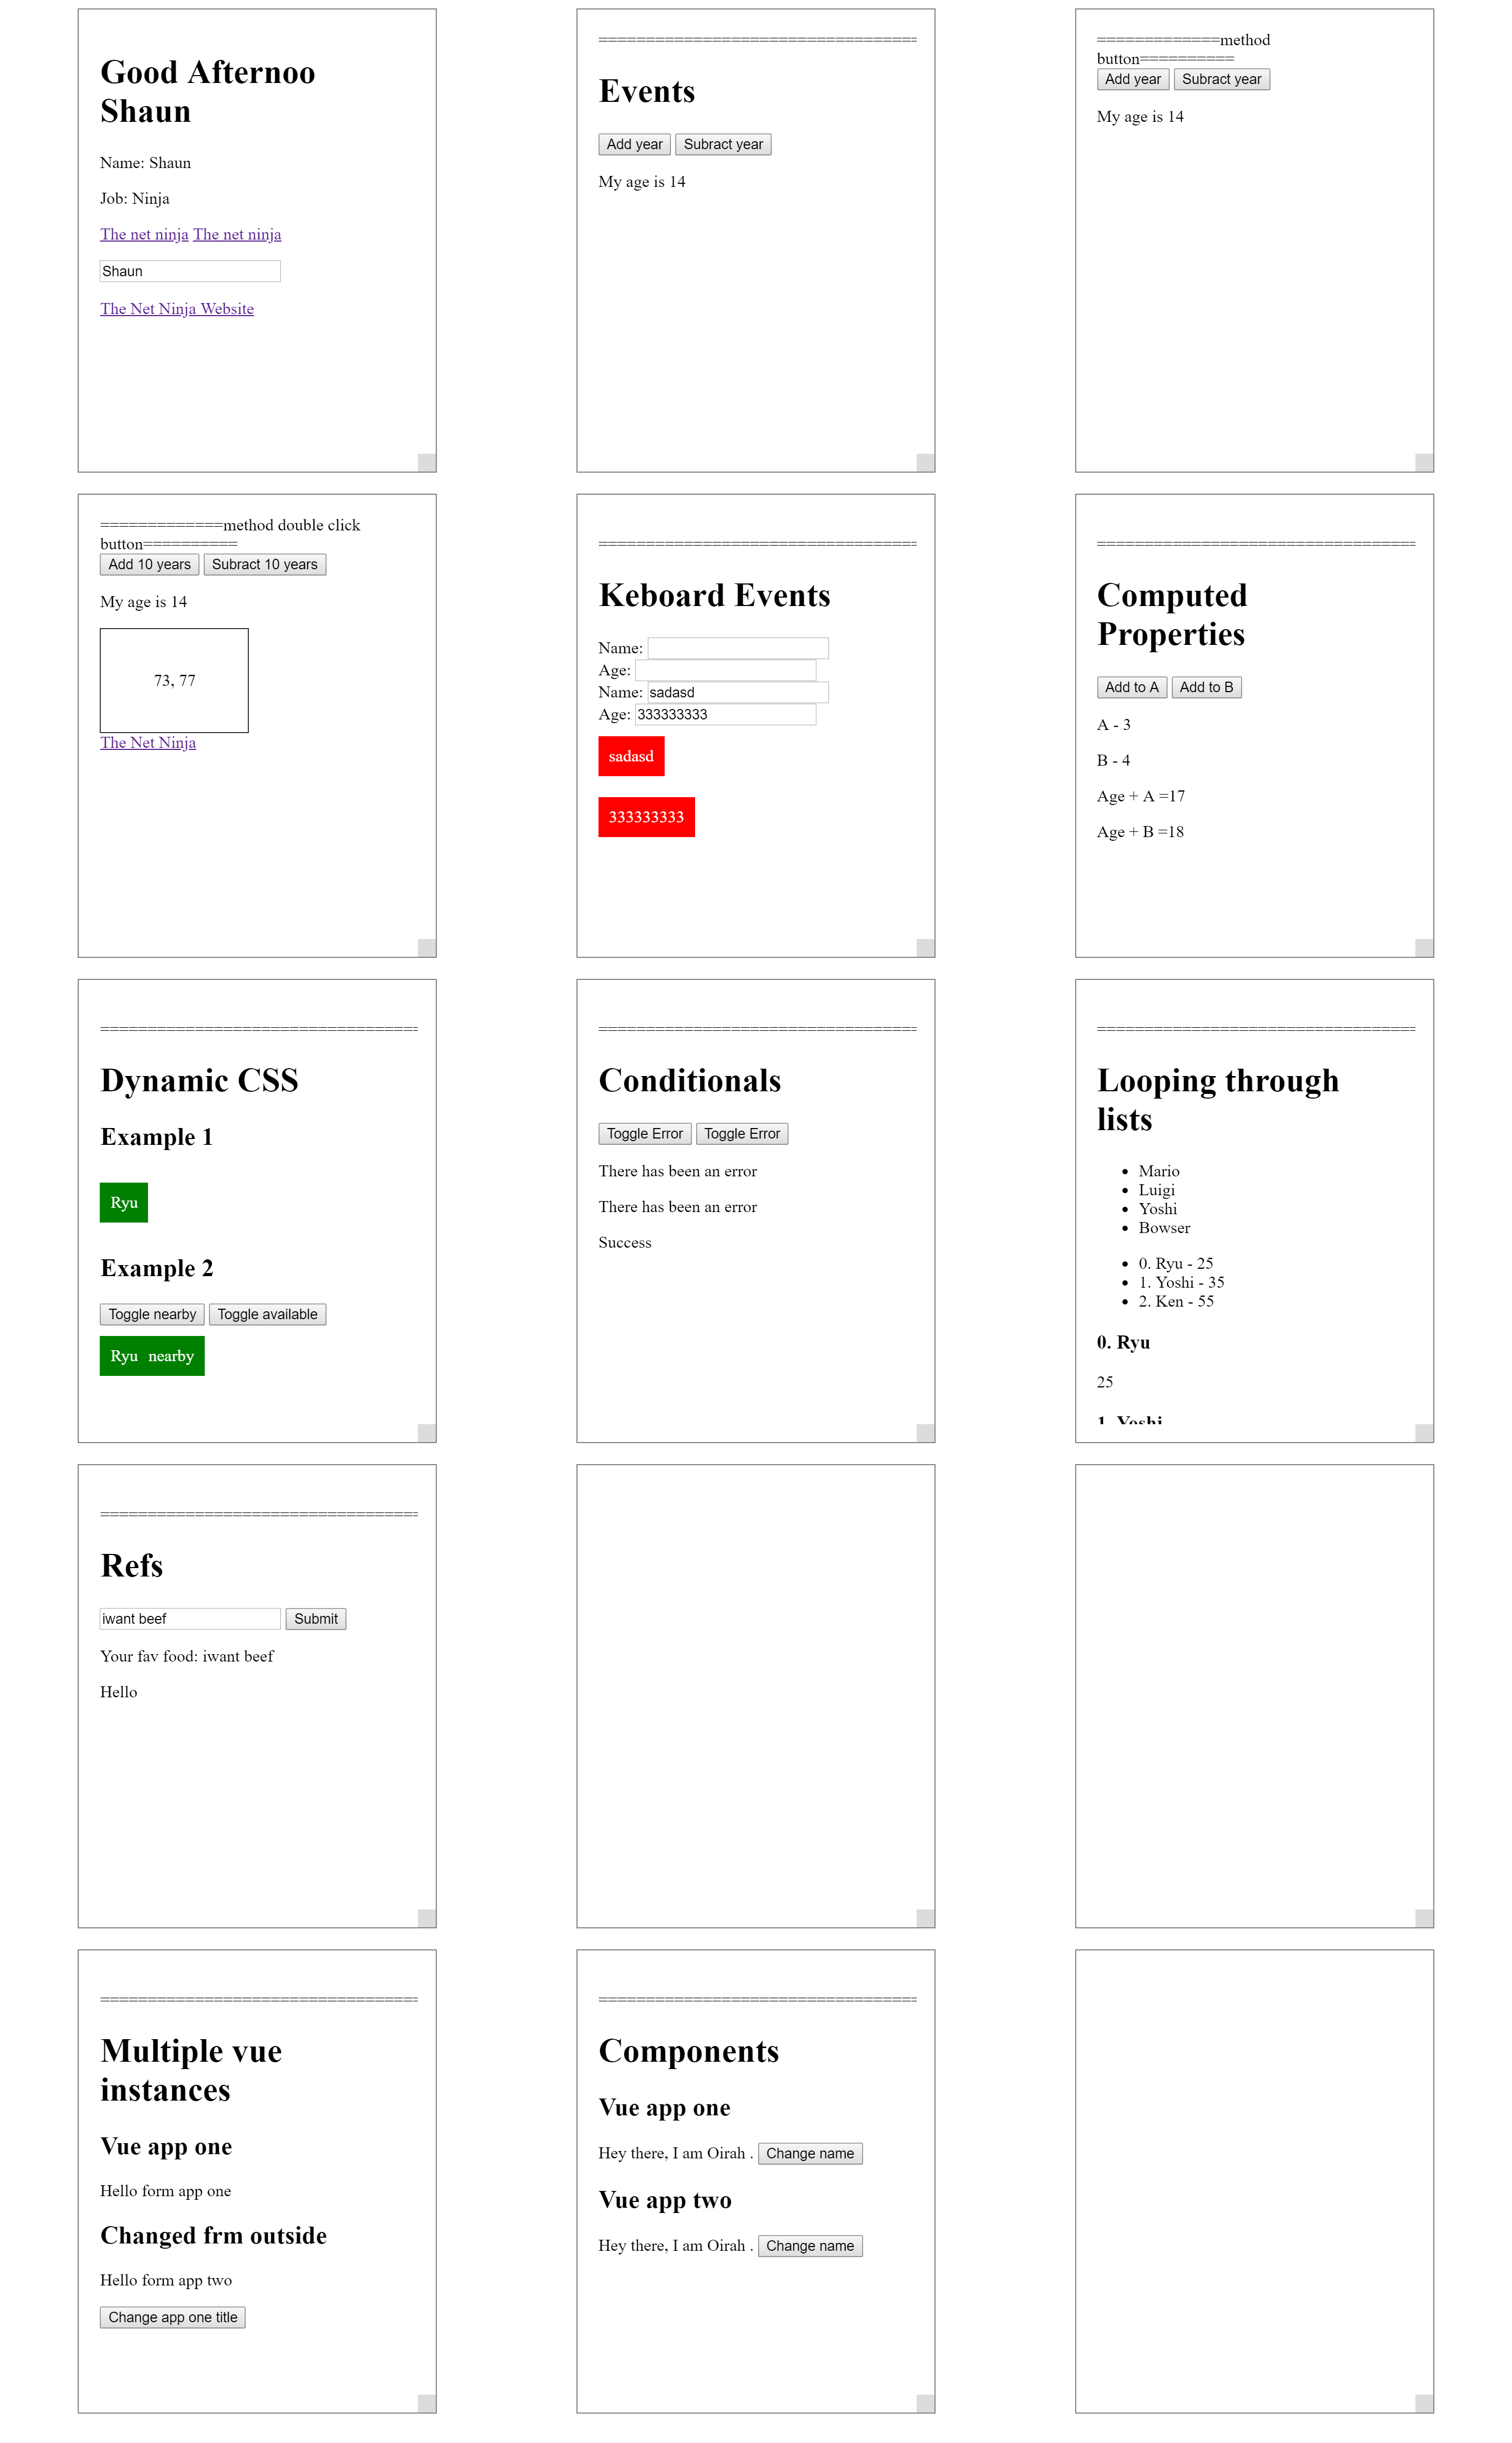 Good Afternoo
Shaun
Name: Shaun
Job: Ninja
The net ninja The net ninja
Shaun
The Net Ninja Website
==================================
Events
Add year Subract year
My age is 14
=============method
button==========
Add year Subract year
My age is 14
=============method double click
button==========
Add 10 years Subract 10 years
My age is 14
73, 77
The Net Ninja
==================================
Keboard Events
Name:
Age:
Name: sadasd
Age: 333333333
sadasd
333333333
==================================
Computed
Properties
Add to A Add to B
A - 3
B - 4
Age + A =17
Age + B =18
==================================
Dynamic CSS
Example 1
Ryu
Example 2
Toggle nearby Toggle available
Ryu nearby
==================================
Conditionals
Toggle Error Toggle Error
There has been an error
There has been an error
Success
==================================
Looping through
lists
• Mario
• Luigi
• Yoshi
• Bowser
• 0. Ryu - 25
• 1. Yoshi - 35
• 2. Ken - 55
0. Ryu
25
1. Yoshi
==================================
Refs
iwant beef Submit
Your fav food: iwant beef
Hello
==================================
Multiple vue
instances
Vue app one
Hello form app one
Changed frm outside
Hello form app two
Change app one title
==================================
Components
Vue app one
Hey there, I am Oirah . Change name
Vue app two
Hey there, I am Oirah . Change name